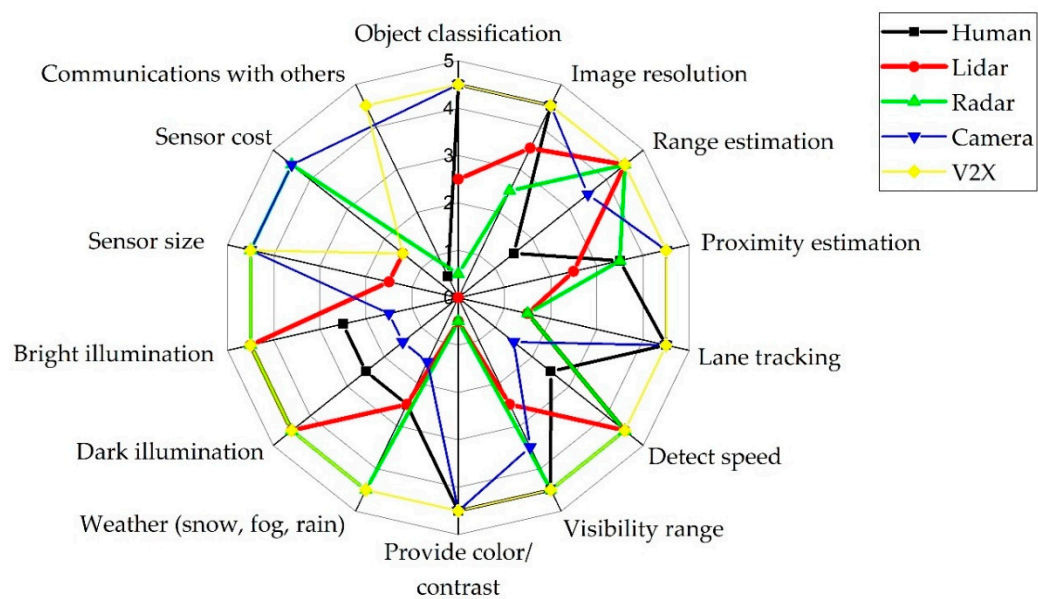 Object classification
Communications with others
Image resolution
Sensor cost
Range estimation
Sensor size
Proximity estimation
Bright illumination
Lane tracking
Dark illumination
Detect speed
Weather (snow, fog, rain)
Visibility range
Provide color/
contrast
5
4
3
2
1
0
Human
Lidar
Radar
Camera
V2X